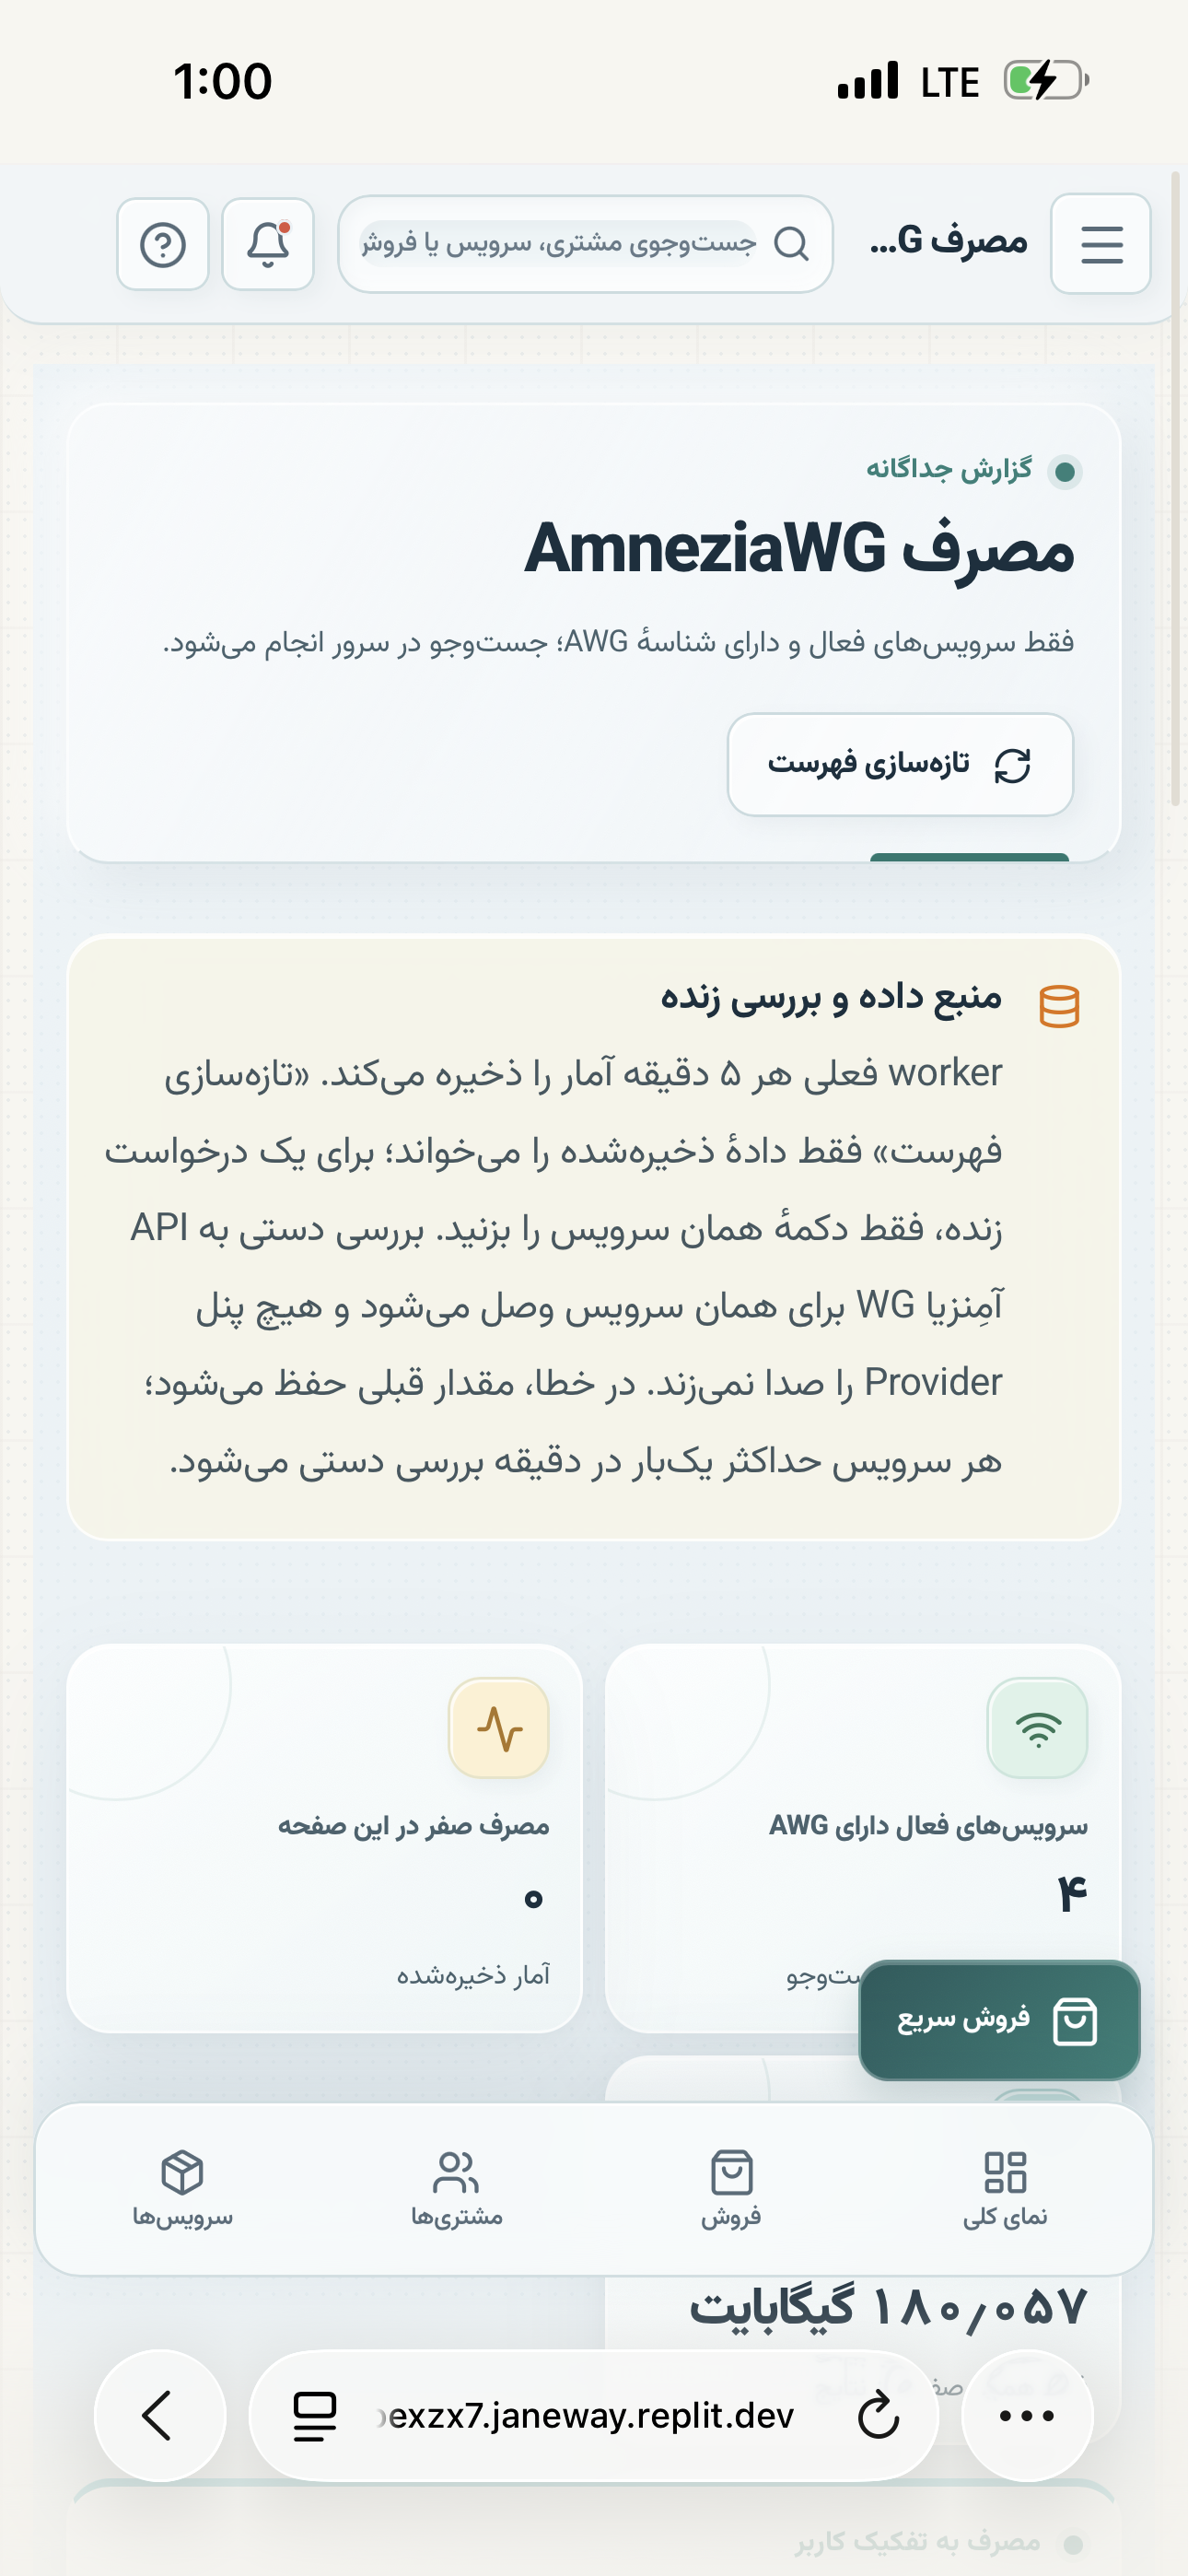 1:00
LTE
مصرف G...
جست‌وجوی مشتری، سرویس یا فروش
گزارش جداگانه
مصرف AmneziaWG
فقط سرویس‌های فعال و دارای شناسهٔ AWG؛ جست‌وجو در سرور انجام می‌شود.
تازه‌سازی فهرست
منبع داده و بررسی زنده
worker فعلی هر ۵ دقیقه آمار را ذخیره می‌کند. «تازه‌سازی
فهرست» فقط دادهٔ ذخیره‌شده را می‌خواند؛ برای یک درخواست
زنده، فقط دکمهٔ همان سرویس را بزنید. بررسی دستی به API
آمِنزیا WG برای همان سرویس وصل می‌شود و هیچ پنل
Provider را صدا نمی‌زند. در خطا، مقدار قبلی حفظ می‌شود؛
هر سرویس حداکثر یک‌بار در دقیقه بررسی دستی می‌شود.
سرویس‌های فعال دارای AWG
۴
مصرف صفر در این صفحه
۰
آمار ذخیره‌شده
فروش سریع
نمای کلی
فروش
مشتری‌ها
سرویس‌ها
۱۸۰٫۰۵۷ گیگابایت
exzx7.janeway.replit.dev
مصرف به تفکیک کاربر